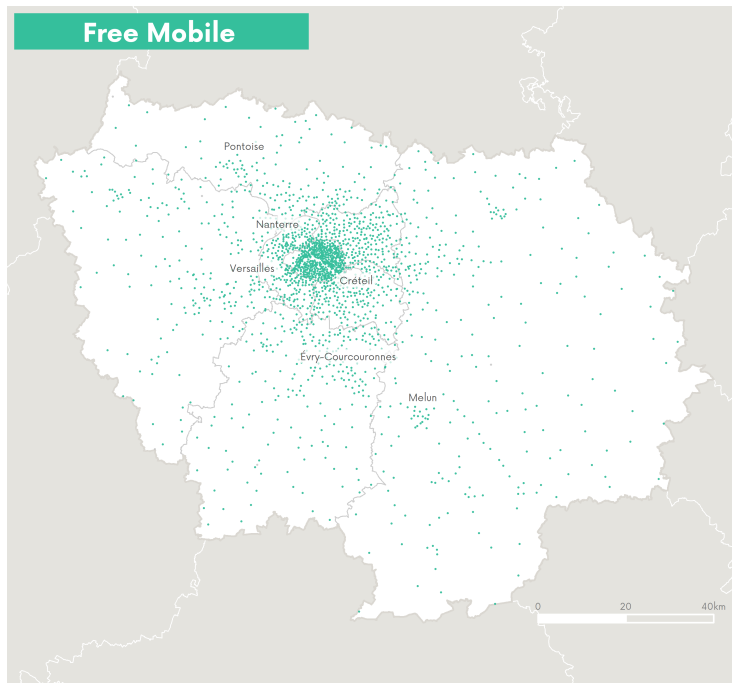 Free Mobile
Pontoise
Nanterre
Versailles
Créteil
Évry-Courcouronnes
Melun
0 20 40km